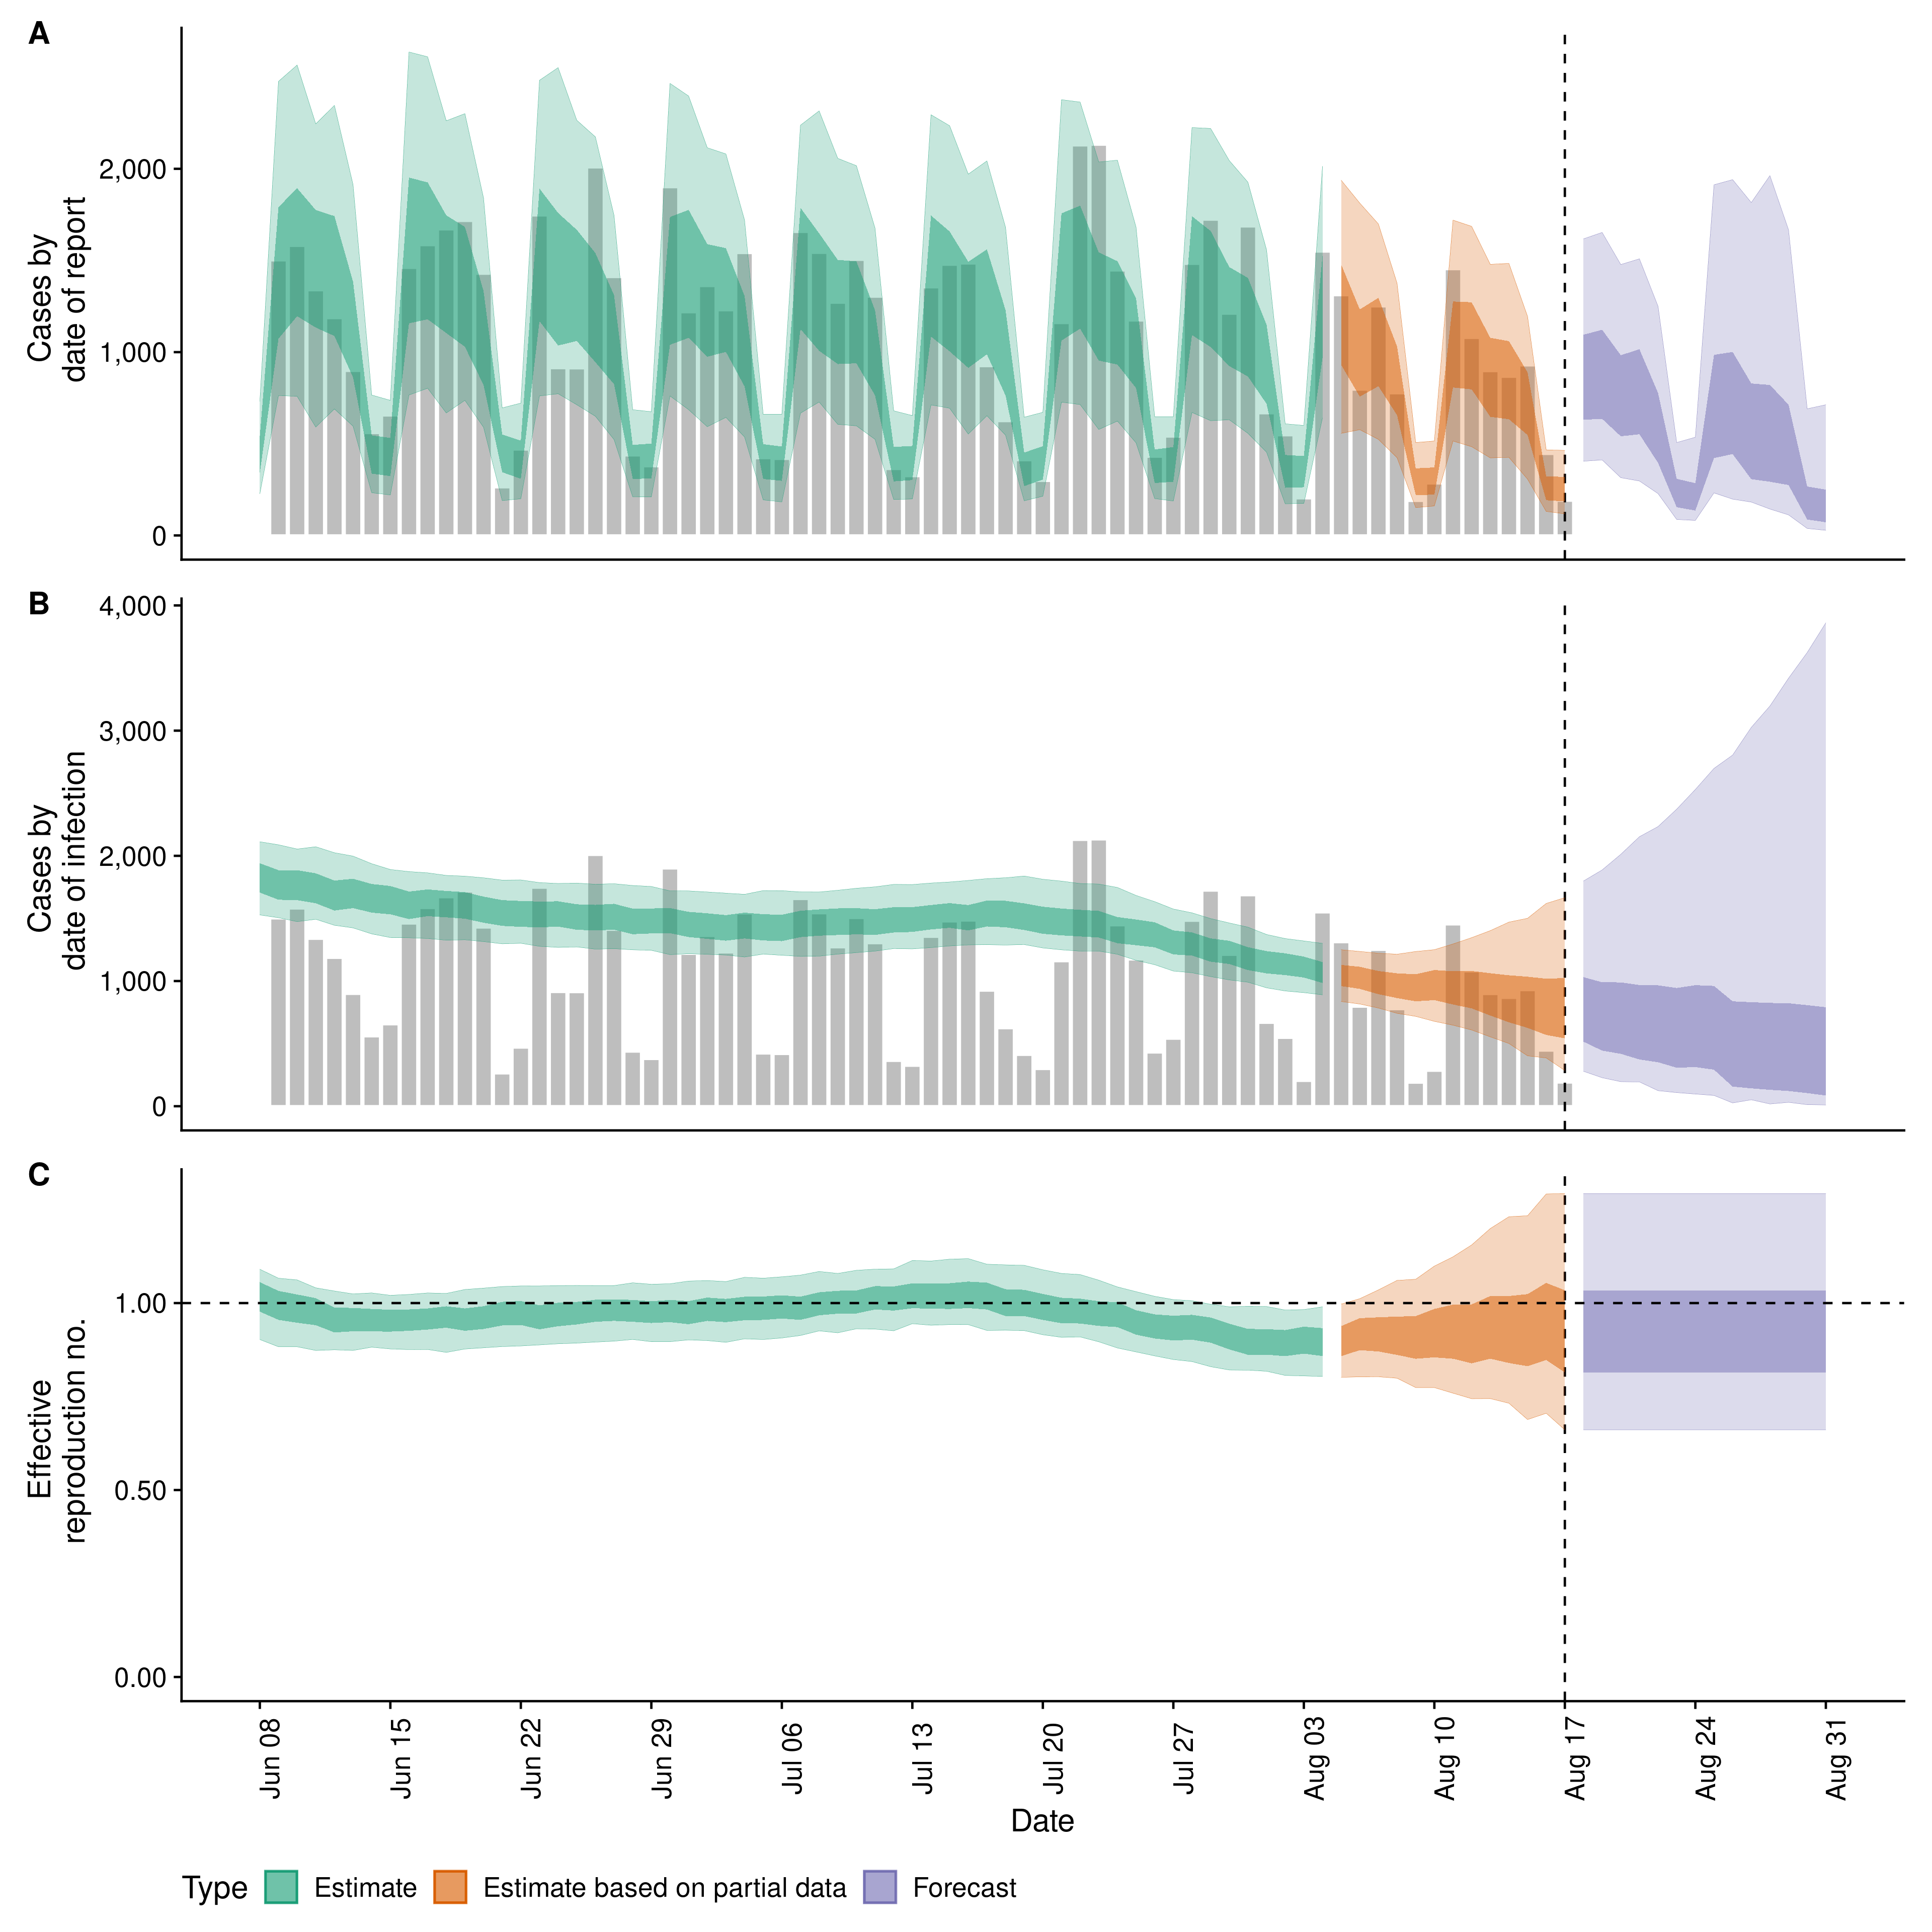 A
Cases by
date of report
2,000
1,000
0
B
Cases by
date of infection
4,000
3,000
2,000
1,000
0
C
Effective
reproduction no.
1.00
0.50
0.00
Jun 08
Jun 15
Jun 22
Jun 29
Jul 06
Jul 13
Jul 20
Jul 27
Aug 03
Aug 10
Aug 17
Aug 24
Aug 31
Date
Type Estimate Estimate based on partial data Forecast